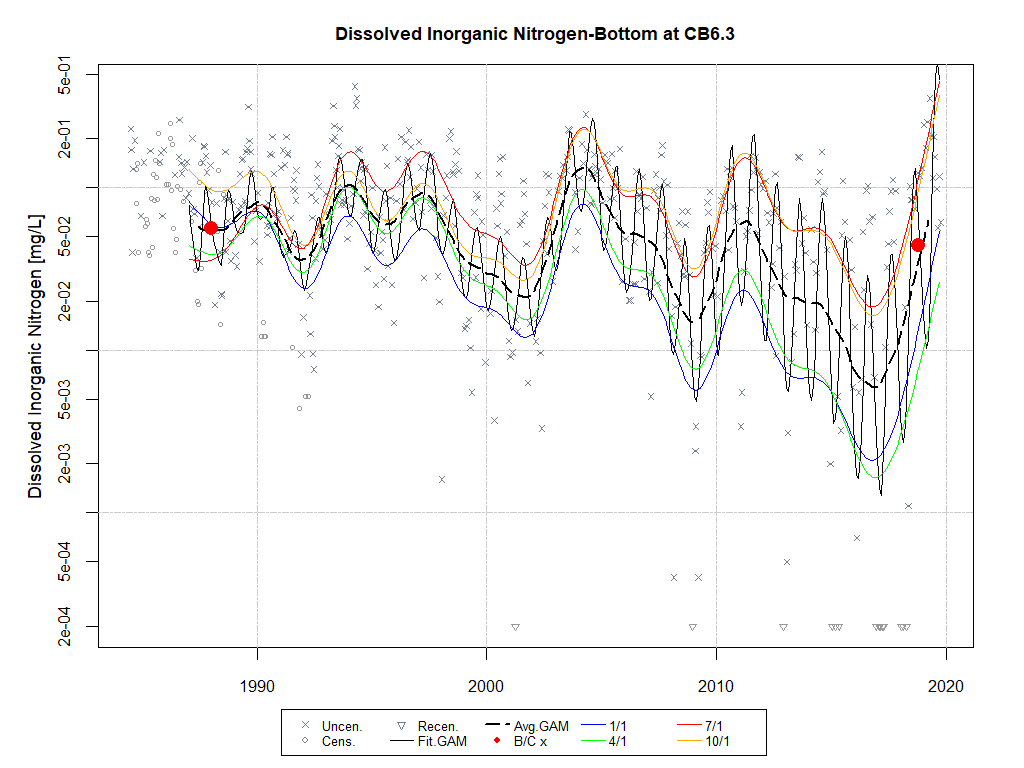 Dissolved Inorganic Nitrogen-Bottom at CB6.3
Dissolved Inorganic Nitrogen [mg/L]
5e-01
2e-01
5e-02
2e-02
5e-03
2e-03
5e-04
2e-04
1990 2000 2010 2020
Uncen. Recen. Avg.GAM 1/1 7/1
Cens. Fit.GAM B/C x 4/1 10/1